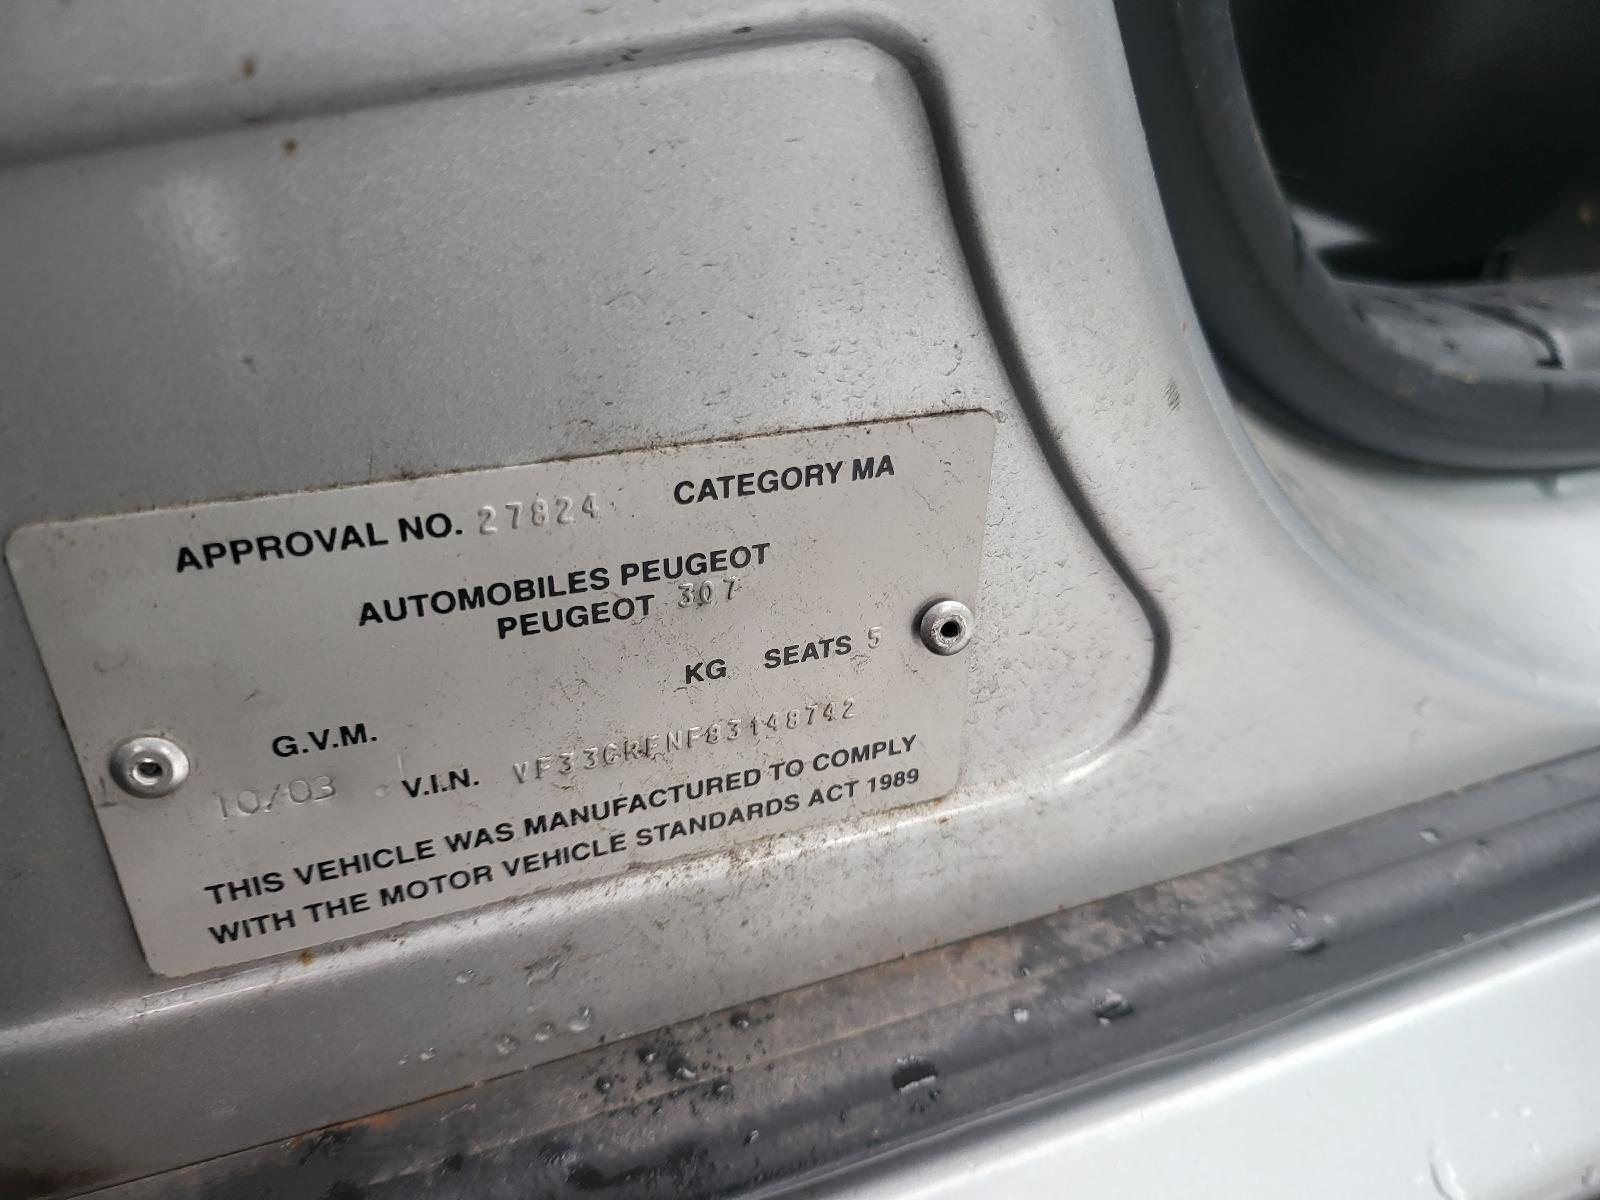 APPROVAL NO. 27824 CATEGORY MA
AUTOMOBILES PEUGEOT
PEUGEOT 307
G.V.M. KG SEATS 5
10/03 V.I.N. VF33CRFNF83148742
THIS VEHICLE WAS MANUFACTURED TO COMPLY
WITH THE MOTOR VEHICLE STANDARDS ACT 1989